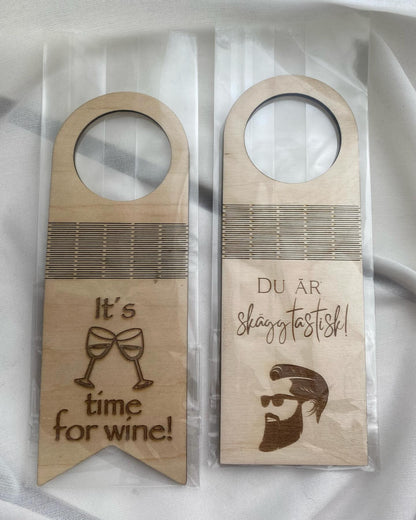 It's
time
for wine!
DU ÄR
skäggtastisk!